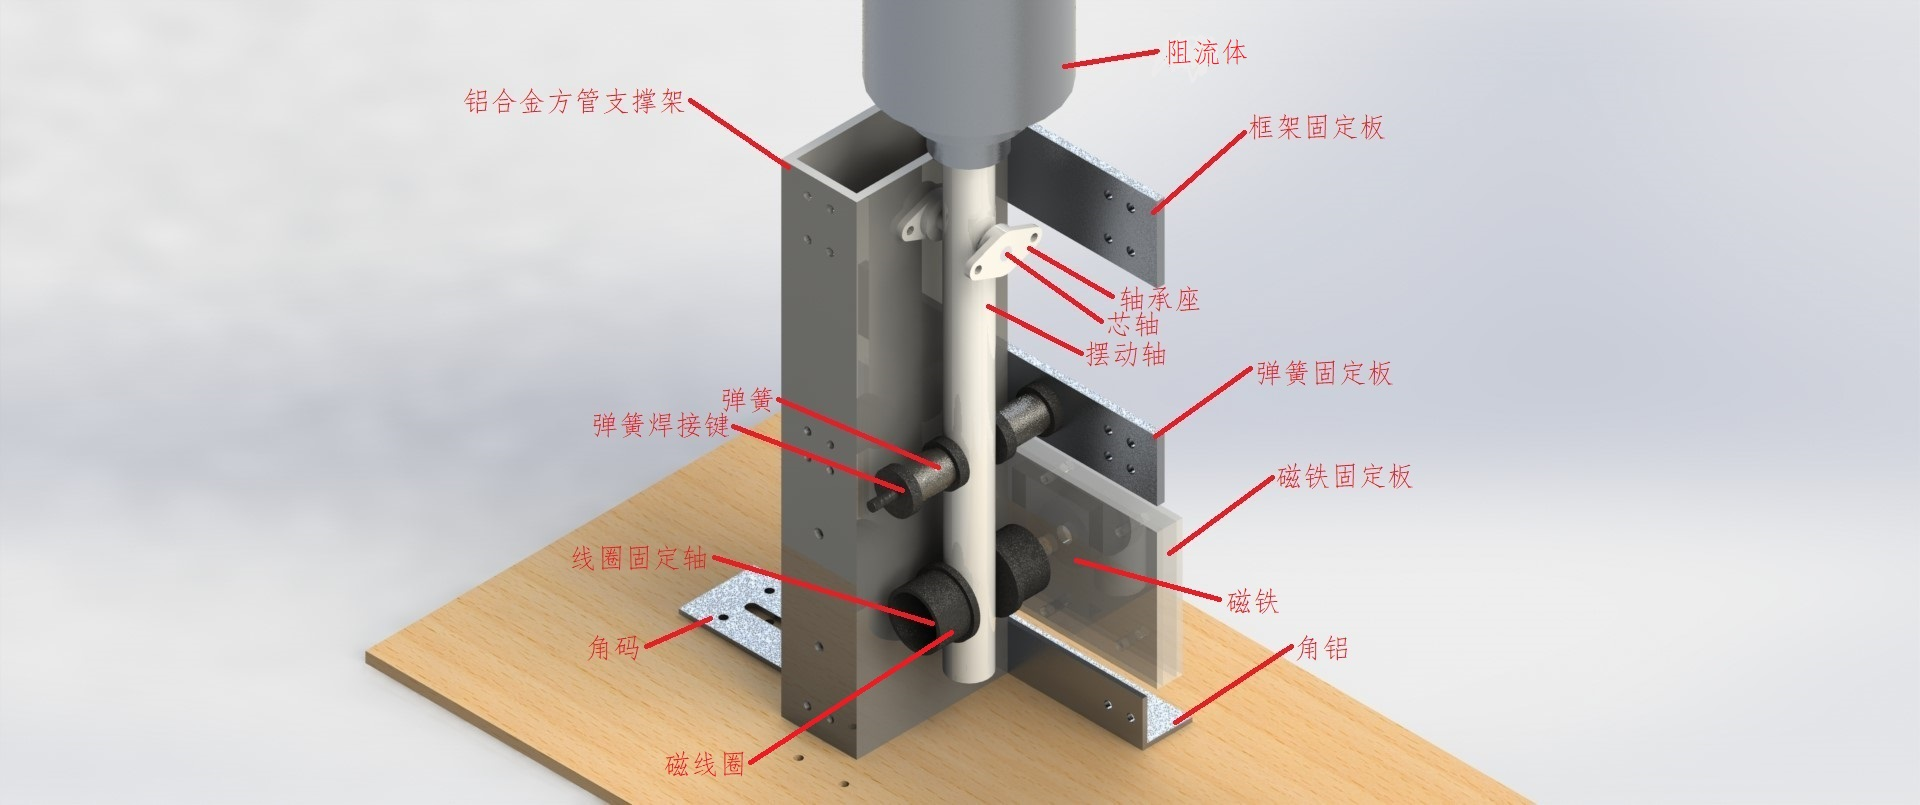 阻流体
铝合金方管支撑架
框架固定板
轴承座
芯轴
摆动轴
弹簧固定板
弹簧
弹簧焊接键
磁铁固定板
线圈固定轴
磁铁
角码
角铝
磁线圈